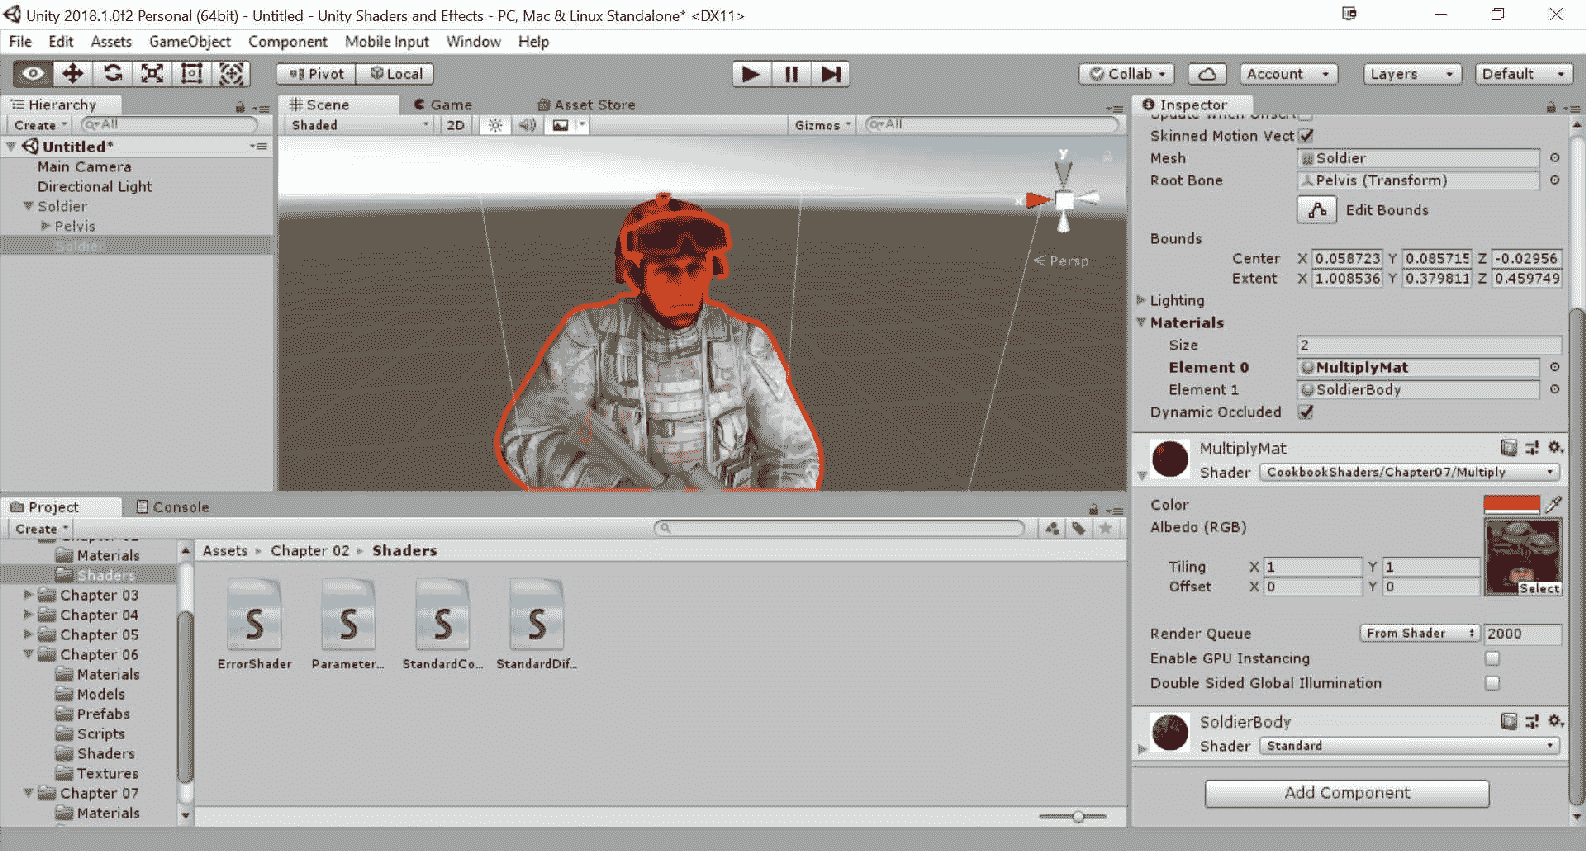 Unity 2018.1.0f2 Personal (64bit) - Untitled - Unity Shaders and Effects - PC, Mac & Linux Standalone* <DX11>
File Edit Assets GameObject Component Mobile Input Window Help
Pivot Local Collab Account Layers Default
Hierarchy
Create All
Untitled*
Main Camera
Directional Light
Soldier
Pelvis
Soldier
Scene Game Asset Store
Shaded 2D Gizmos All
Y
X
Persp
Inspector
Skinned Motion Vect
Mesh Soldier
Root Bone Pelvis (Transform)
Edit Bounds
Bounds
Center X 0.058723 Y 0.085715 Z -0.02956
Extent X 1.008536 Y 0.379811 Z 0.459749
Lighting
Materials
Size 2
Element 0 MultiplyMat
Element 1 SoldierBody
Dynamic Occluded
MultiplyMat
Shader CookbookShaders/Chapter07/Multiply
Color
Albedo (RGB)
Tiling X 1 Y 1
Offset X 0 Y 0
Select
Render Queue From Shader 2000
Enable GPU Instancing
Double Sided Global Illumination
SoldierBody
Shader Standard
Add Component
Project Console
Create
Materials
Shaders
Chapter 03
Chapter 04
Chapter 05
Chapter 06
Materials
Models
Prefabs
Scripts
Shaders
Textures
Chapter 07
Materials
Assets Chapter 02 Shaders
S S S S
ErrorShader Parameter... StandardCo... StandardDif...